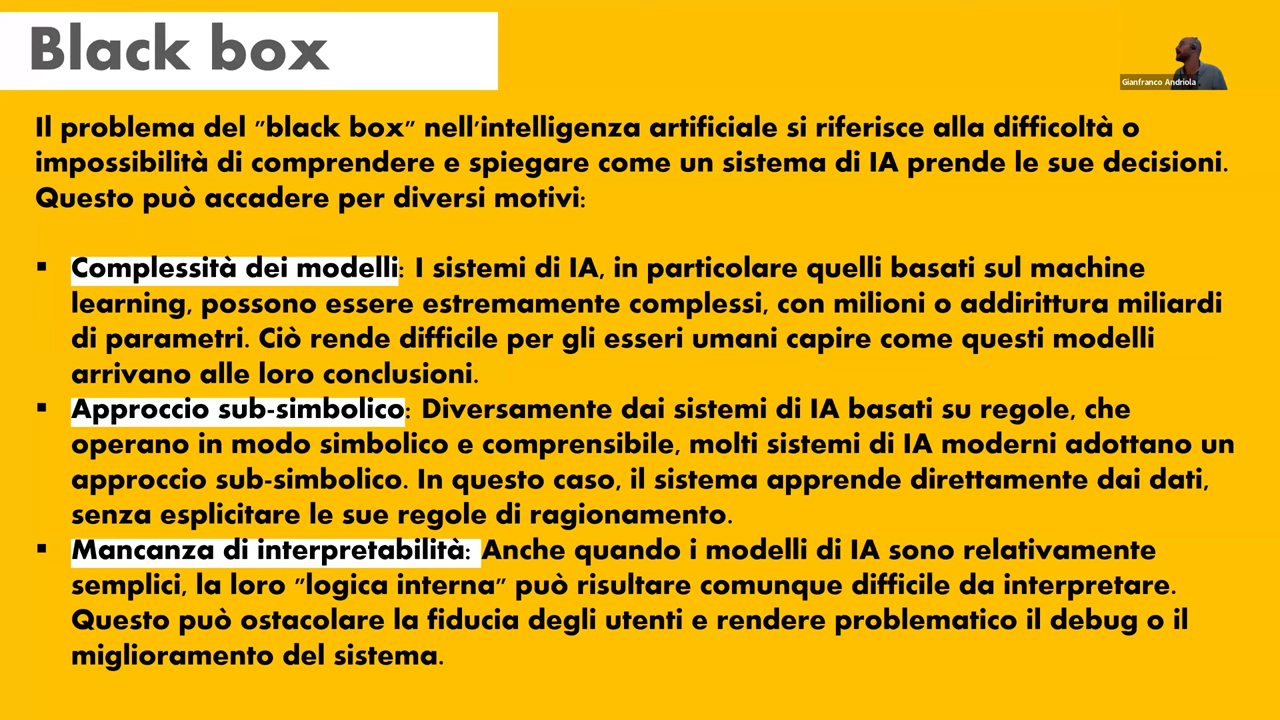 Black box
Gianfranco Andriola
Il problema del "black box" nell'intelligenza artificiale si riferisce alla difficoltà o
impossibilità di comprendere e spiegare come un sistema di IA prende le sue decisioni.
Questo può accadere per diversi motivi:
▪ Complessità dei modelli: I sistemi di IA, in particolare quelli basati sul machine
learning, possono essere estremamente complessi, con milioni o addirittura miliardi
di parametri. Ciò rende difficile per gli esseri umani capire come questi modelli
arrivano alle loro conclusioni.
▪ Approccio sub-simbolico: Diversamente dai sistemi di IA basati su regole, che
operano in modo simbolico e comprensibile, molti sistemi di IA moderni adottano un
approccio sub-simbolico. In questo caso, il sistema apprende direttamente dai dati,
senza esplicitare le sue regole di ragionamento.
▪ Mancanza di interpretabilità: Anche quando i modelli di IA sono relativamente
semplici, la loro "logica interna" può risultare comunque difficile da interpretare.
Questo può ostacolare la fiducia degli utenti e rendere problematico il debug o il
miglioramento del sistema.